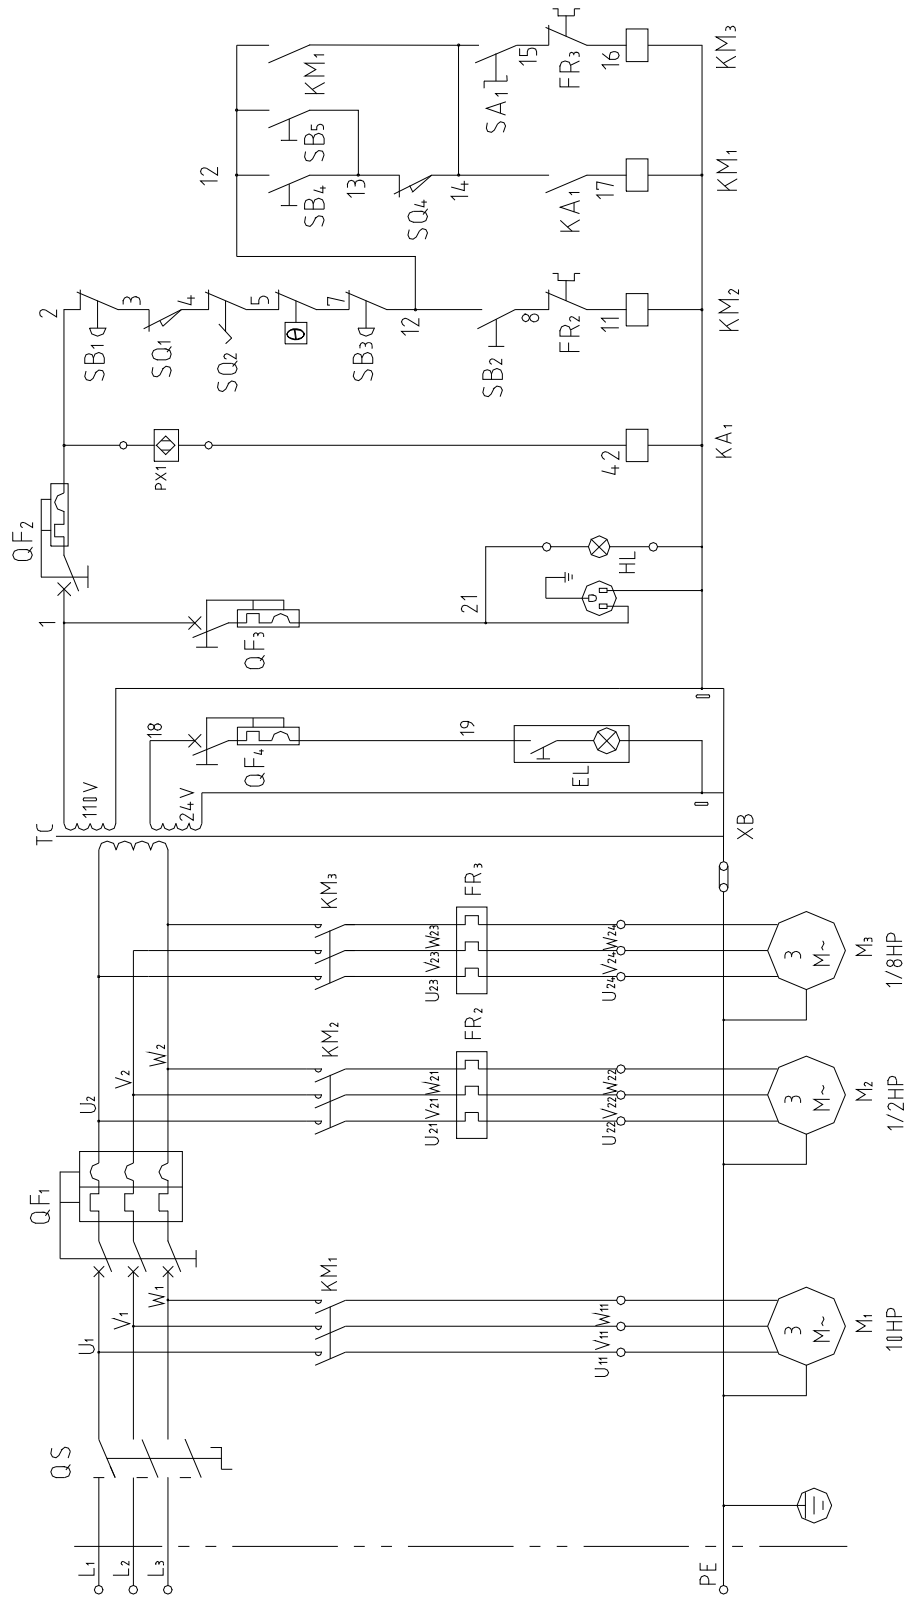 L1
L2
L3
PE
QS
U1
V1
W1
KM1
U11 V11 W11
3
M~
M1
10HP
QF1
U2
V2
W2
KM2
U21 V21 W21
FR2
U22 V22 W22
3
M~
M2
1/2HP
KM3
U23 V23 W23
FR3
U24 V24 W24
3
M~
M3
1/8HP
XB
TC
110V
24V
18
QF4
19
EL
0
0
1
QF3
21
HL
QF2
PX1
42
KA1
2
SB1
3
SQ1
4
SQ2
5
θ
7
SB3
12
SB2
8
FR2
11
KM2
12
SB4
13
SQ4
14
KA1
17
KM1
SB5
KM1
SA1
15
FR3
16
KM3